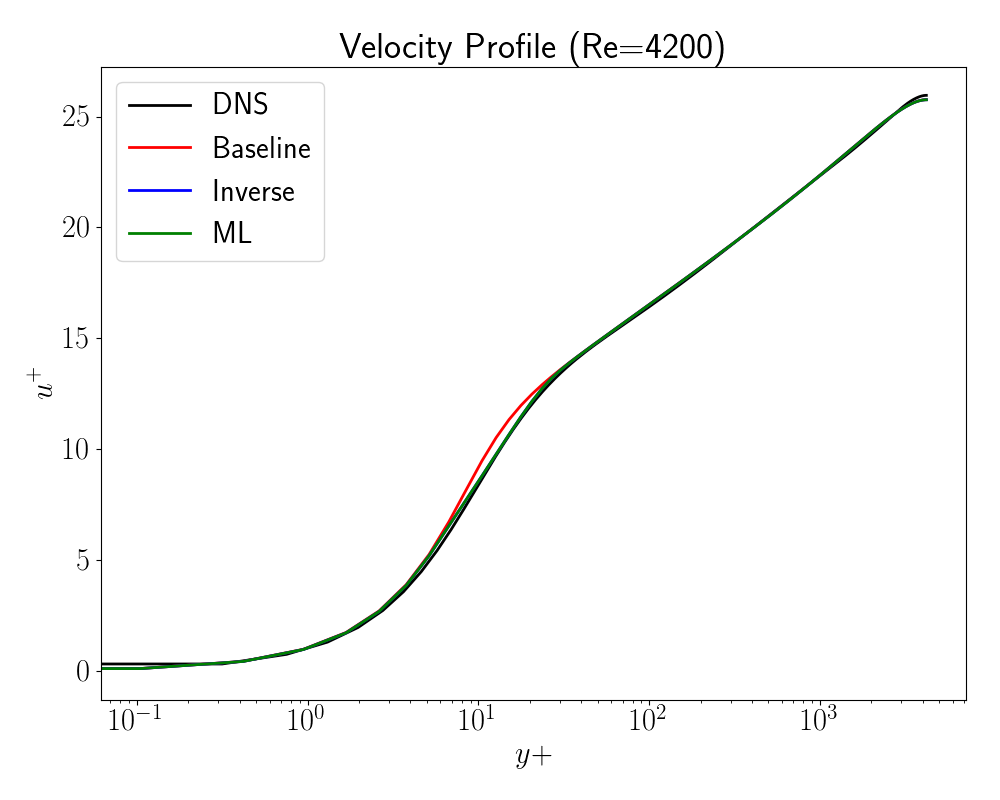 Velocity Profile (Re=4200)
DNS
Baseline
Inverse
ML
25
20
15
10
5
0
u⁺
10⁻¹ 10⁰ 10¹ 10² 10³
y+